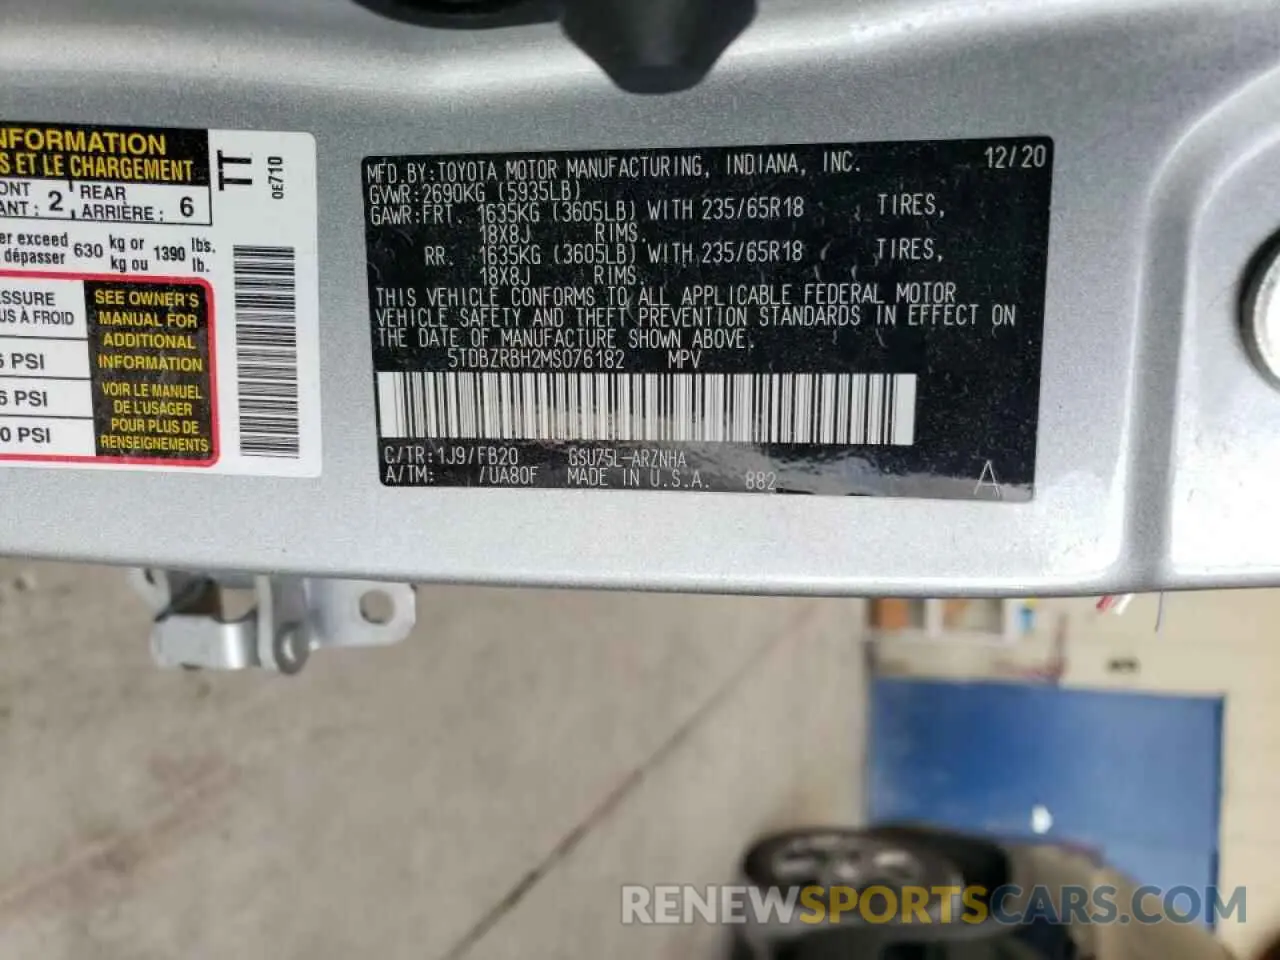 NFORMATION
S ET LE CHARGEMENT
ONT
ANT : 2
REAR
ARRIÈRE : 6
er exceed
dépasser
630
kg or
kg ou
1390
lbs.
lb.
TT
0E710
ESSURE
US À FROID
PSI
6 PSI
0 PSI
SEE OWNER'S
MANUAL FOR
ADDITIONAL
INFORMATION
VOIR LE MANUEL
DE L'USAGER
POUR PLUS DE
RENSEIGNEMENTS
MFD.BY:TOYOTA MOTOR MANUFACTURING, INDIANA, INC. 12/20
GVWR:2690KG (5935LB)
GAWR:FRT. 1635KG (3605LB) WITH 235/65R18 TIRES,
18X8J RIMS.
RR. 1635KG (3605LB) WITH 235/65R18 TIRES,
18X8J RIMS.
THIS VEHICLE CONFORMS TO ALL APPLICABLE FEDERAL MOTOR
VEHICLE SAFETY AND THEFT PREVENTION STANDARDS IN EFFECT ON
THE DATE OF MANUFACTURE SHOWN ABOVE.
5TDBZRBH2MS076182 MPV
C/TR:1J9/FB20 GSU75L-ARZNHA
A/TM: /UA80F MADE IN U.S.A. 882
A
RENEWSPORTSCARS.COM